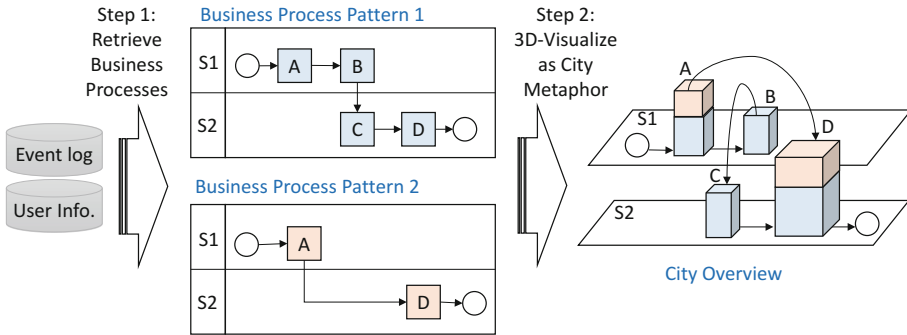 Step 1:
Retrieve
Business
Processes
Event log
User Info.
Business Process Pattern 1
S1
A
B
S2
C
D
Business Process Pattern 2
S1
A
S2
D
Step 2:
3D-Visualize
as City
Metaphor
A
B
S1
D
C
S2
City Overview